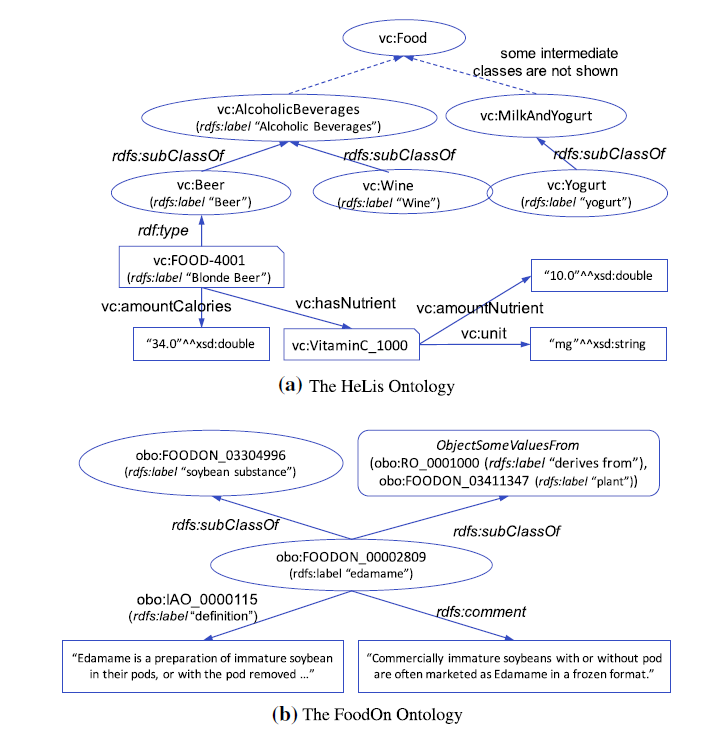 vc:Food
some intermediate
classes are not shown
vc:AlcoholicBeverages
(rdfs:label “Alcoholic Beverages”)
vc:MilkAndYogurt
rdfs:subClassOf
rdfs:subClassOf
rdfs:subClassOf
vc:Beer
(rdfs:label “Beer”)
vc:Wine
(rdfs:label “Wine”)
vc:Yogurt
(rdfs:label “yogurt”)
rdf:type
vc:FOOD-4001
(rdfs:label “Blonde Beer”)
“10.0”^^xsd:double
vc:amountCalories
vc:hasNutrient
vc:amountNutrient
vc:unit
“34.0”^^xsd:double
vc:VitaminC_1000
“mg”^^xsd:string
(a) The HeLis Ontology
obo:FOODON_03304996
(rdfs:label “soybean substance”)
ObjectSomeValuesFrom
(obo:RO_0001000 (rdfs:label “derives from”),
obo:FOODON_03411347 (rdfs:label “plant”))
rdfs:subClassOf
rdfs:subClassOf
obo:FOODON_00002809
(rdfs:label “edamame”)
obo:IAO_0000115
(rdfs:label “definition”)
rdfs:comment
“Edamame is a preparation of immature soybean
in their pods, or with the pod removed ...”
“Commercially immature soybeans with or without pod
are often marketed as Edamame in a frozen format.”
(b) The FoodOn Ontology